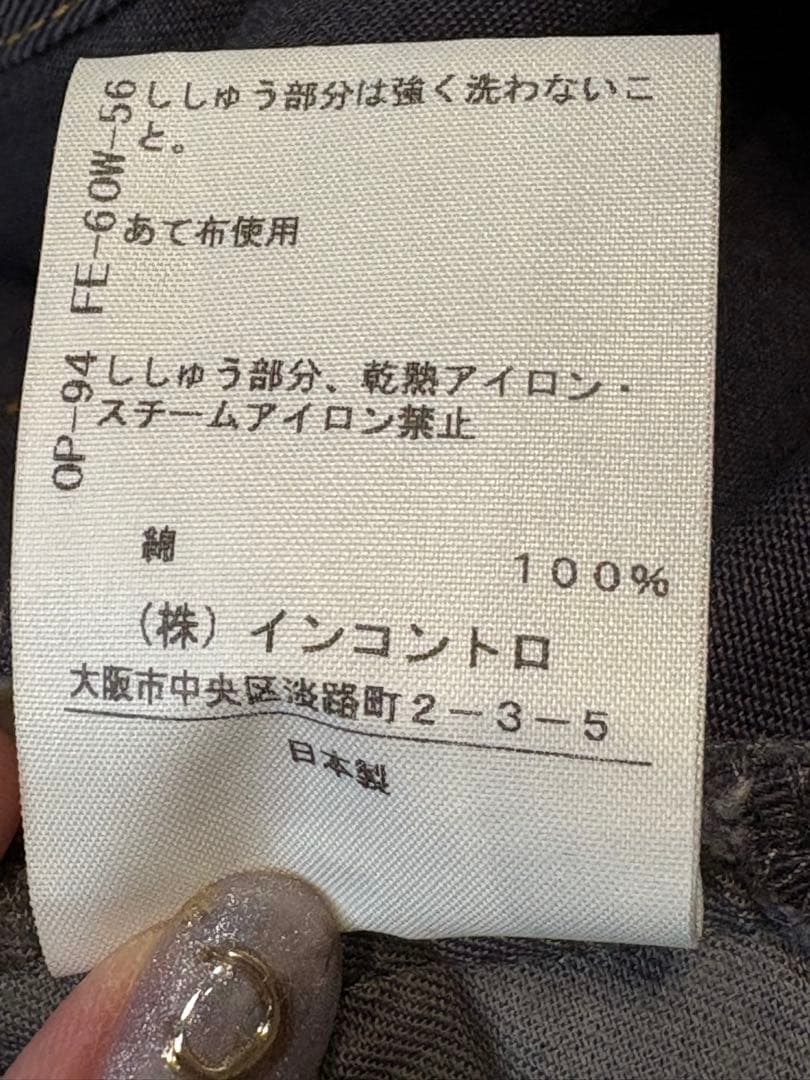 ししゅう部分は強く洗わないこ
と。
あて布使用
ししゅう部分、乾熱アイロン・
スチームアイロン禁止
綿 100%
(株)インコントロ
大阪市中央区淡路町2-3-5
日本製
OP-94 FE-60W-56